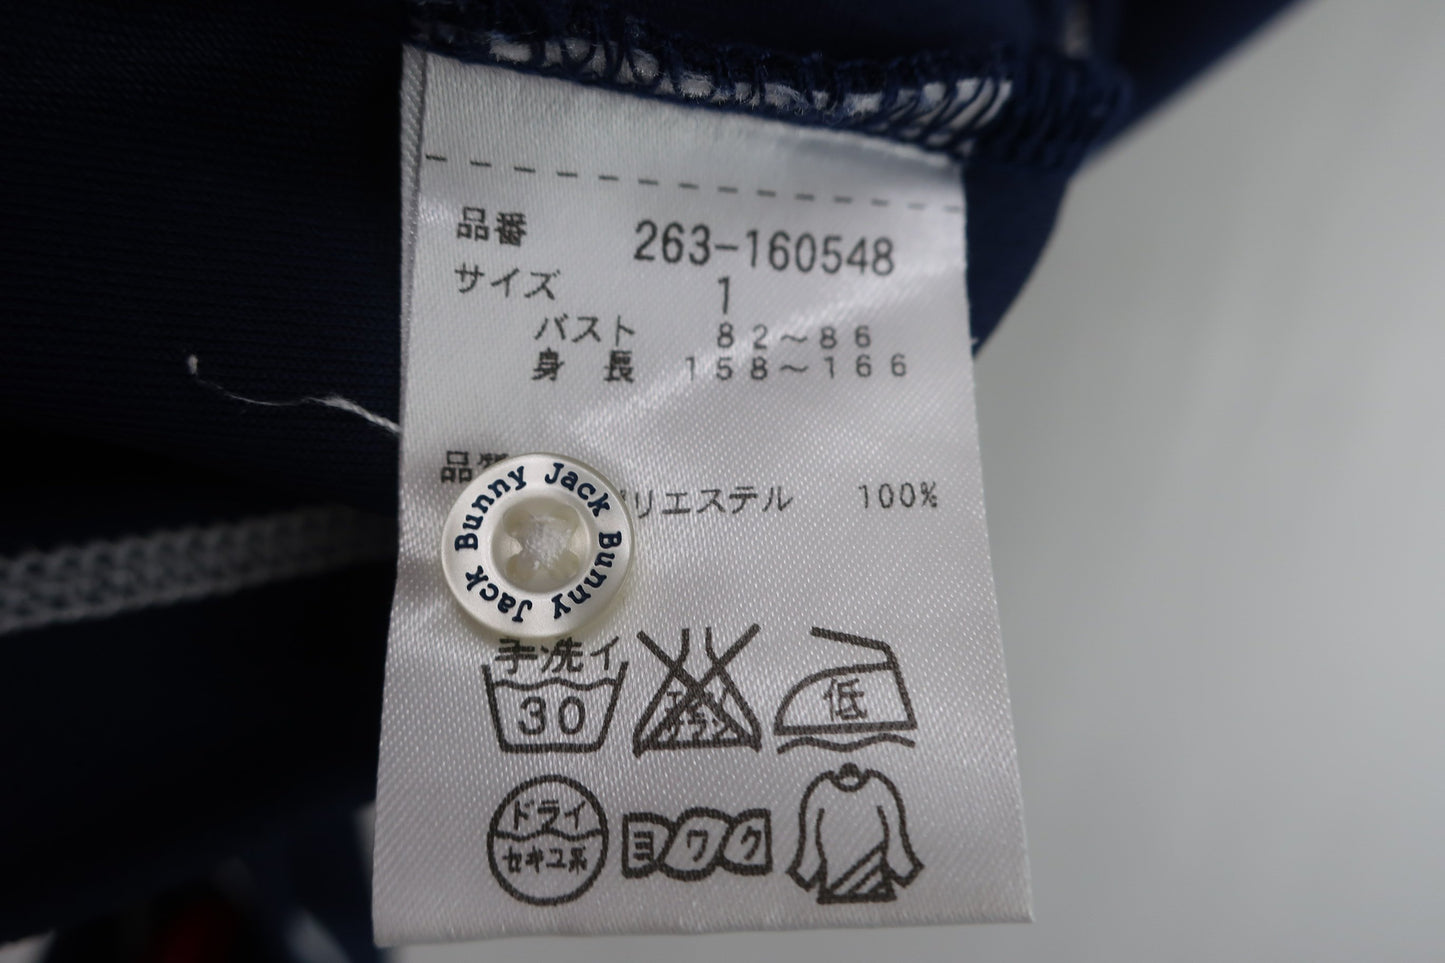 品番 263-160548
サイズ 1
バスト 82～86
身 長 158～166
品
Jack Bunny Jack Bunny
リエステル 100%
手洗イ
30
低
ドライ
セキユ系
ヨワク